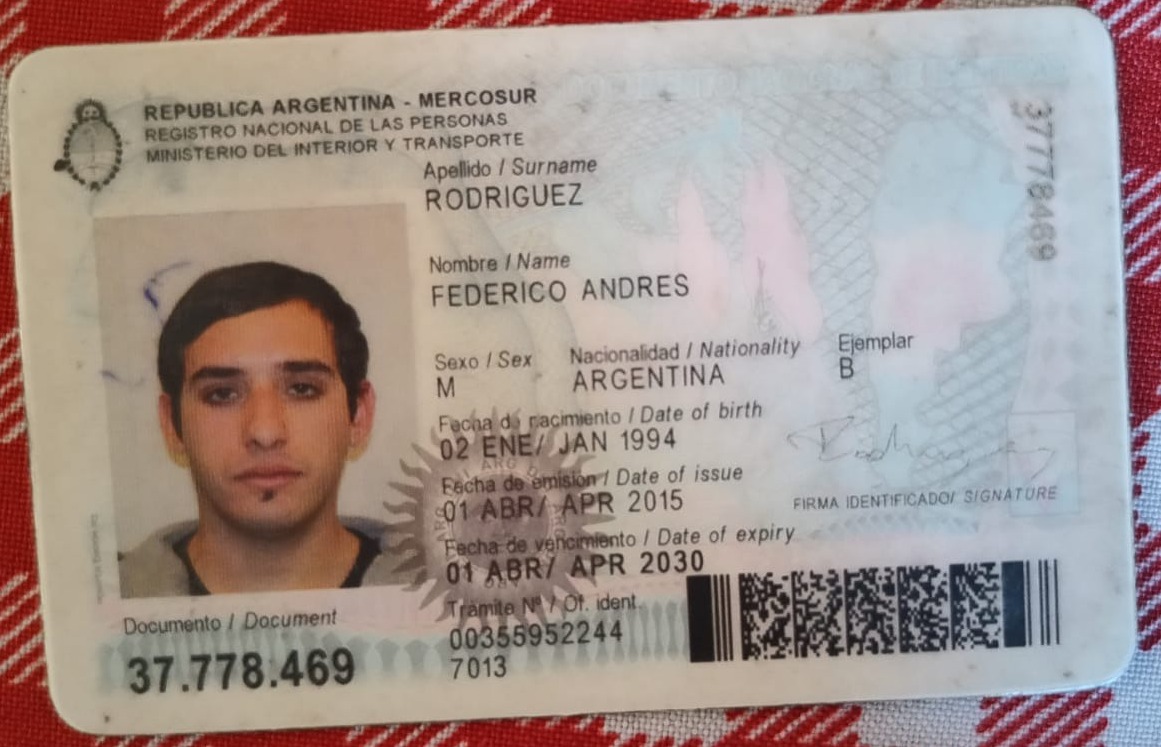 REPUBLICA ARGENTINA - MERCOSUR
REGISTRO NACIONAL DE LAS PERSONAS
MINISTERIO DEL INTERIOR Y TRANSPORTE
Apellido / Surname
RODRIGUEZ
37778469
Nombre / Name
FEDERICO ANDRES
Sexo / Sex Nacionalidad / Nationality Ejemplar
M ARGENTINA B
Fecha de nacimiento / Date of birth
02 ENE/ JAN 1994
Fecha de emisión / Date of issue
01 ABR/ APR 2015
FIRMA IDENTIFICADO/ SIGNATURE
Fecha de vencimiento / Date of expiry
01 ABR/ APR 2030
Documento / Document
37.778.469
Tramite Nº / Of. ident.
00355952244
7013